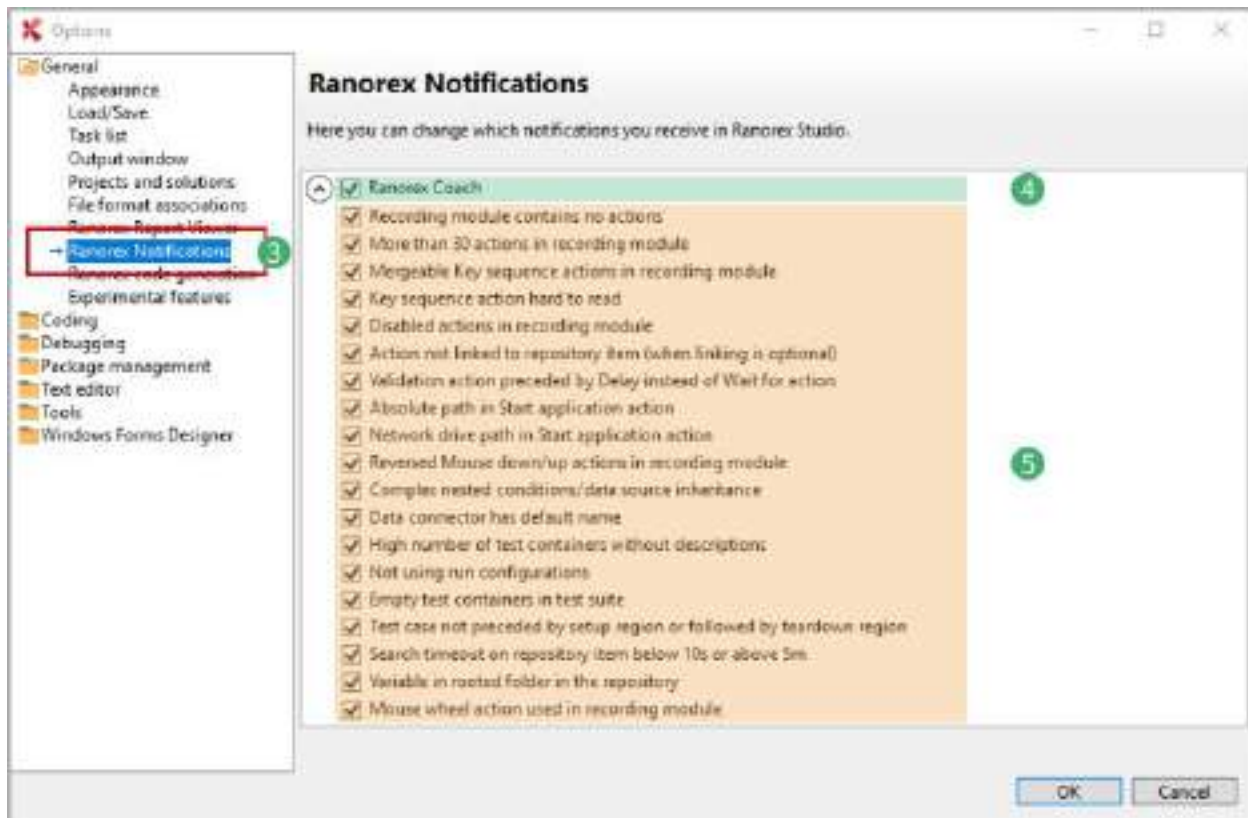 Options
General
Appearance
Load/Save
Task list
Output window
Projects and solutions
File format associations
Ranorex Report Viewer
Ranorex Notifications
3
Ranorex code generation
Experimental features
Coding
Debugging
Package management
Text editor
Tools
Windows Forms Designer
Ranorex Notifications
Here you can change which notifications you receive in Ranorex Studio.
Ranorex Coach
4
Recording module contains no actions
More than 30 actions in recording module
Mergeable Key sequence actions in recording module
Key sequence action hard to read
Disabled actions in recording module
Action not linked to repository item (when linking is optional)
Validation action preceded by Delay instead of Wait for action
Absolute path in Start application action
Network drive path in Start application action
Reversed Mouse down/up actions in recording module
5
Complex nested conditions/data source inheritance
Data connector has default name
High number of test containers without descriptions
Not using run configurations
Empty test containers in test suite
Test case not preceded by setup region or followed by teardown region
Search timeout on repository item below 10s or above 5m
Variable in rooted folder in the repository
Mouse wheel action used in recording module
OK
Cancel